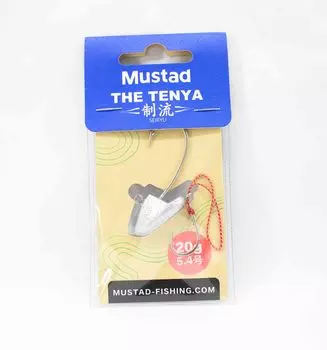 Mustad
THE TENYA
制流
SEIRYU
20g
5.4号
MUSTAD-FISHING.COM